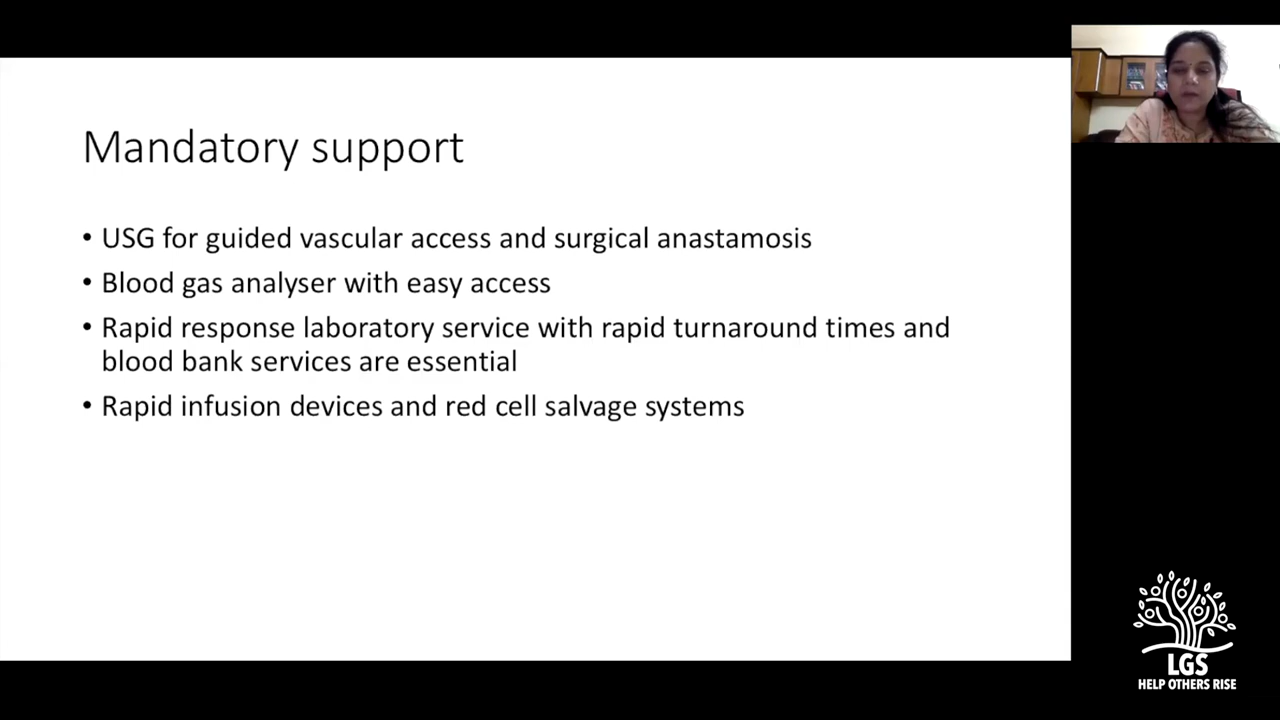 Mandatory support
• USG for guided vascular access and surgical anastamosis
• Blood gas analyser with easy access
• Rapid response laboratory service with rapid turnaround times and
blood bank services are essential
• Rapid infusion devices and red cell salvage systems
LGS
HELP OTHERS RISE